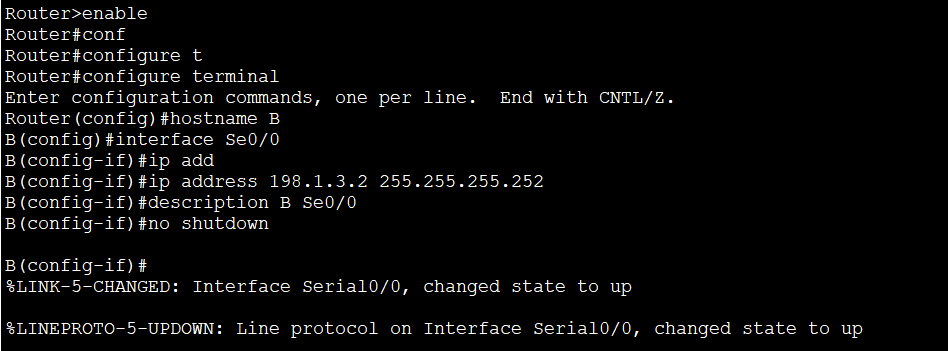 Router>enable
Router#conf
Router#configure t
Router#configure terminal
Enter configuration commands, one per line.  End with CNTL/Z.
Router(config)#hostname B
B(config)#interface Se0/0
B(config-if)#ip add
B(config-if)#ip address 198.1.3.2 255.255.255.252
B(config-if)#description B Se0/0
B(config-if)#no shutdown
B(config-if)#
%LINK-5-CHANGED: Interface Serial0/0, changed state to up
%LINEPROTO-5-UPDOWN: Line protocol on Interface Serial0/0, changed state to up